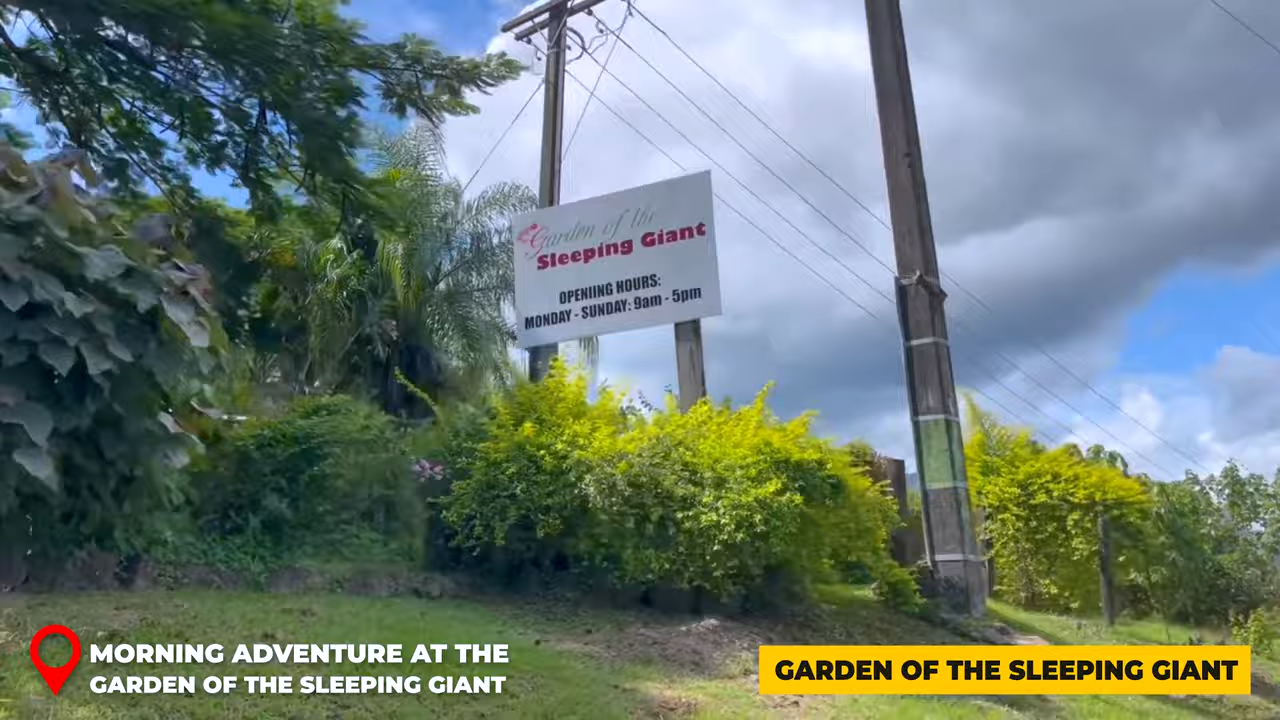 Garden of the
Sleeping Giant
OPENIING HOURS:
MONDAY - SUNDAY: 9am - 5pm
MORNING ADVENTURE AT THE
GARDEN OF THE SLEEPING GIANT
GARDEN OF THE SLEEPING GIANT